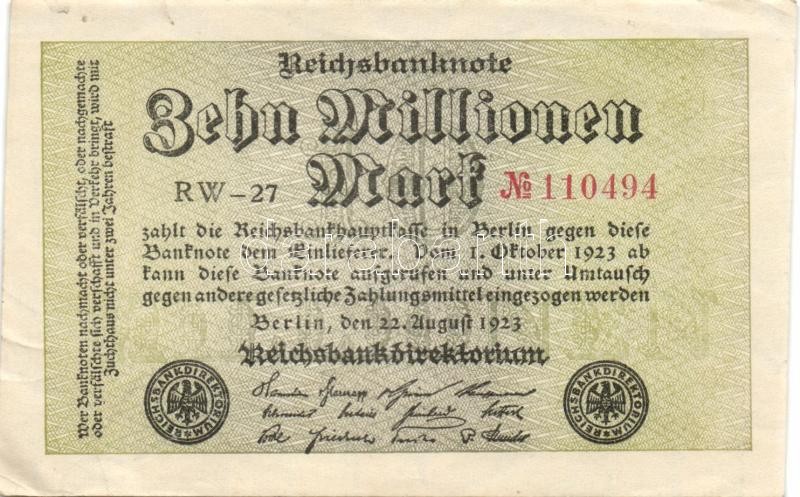 Reichsbanknote
Zehn Millionen
Mark
RW-27
№ 110494
zahlt die Reichsbankhauptkasse in Berlin gegen diese
Banknote dem Einlieferer. Vom 1. Oktober 1923 ab
kann diese Banknote aufgerufen und unter Umtausch
gegen andere gesetzliche Zahlungsmittel eingezogen werden
Berlin, den 22. August 1923
Reichsbankdirektorium
REICHSBANKDIREKTORIUM
REICHSBANKDIREKTORIUM
Wer Banknoten nachmacht oder verfälscht, oder nachgemachte
oder verfälschte sich verschafft und in Verkehr bringt, wird mit
Zuchthaus nicht unter zwei Jahren bestraft